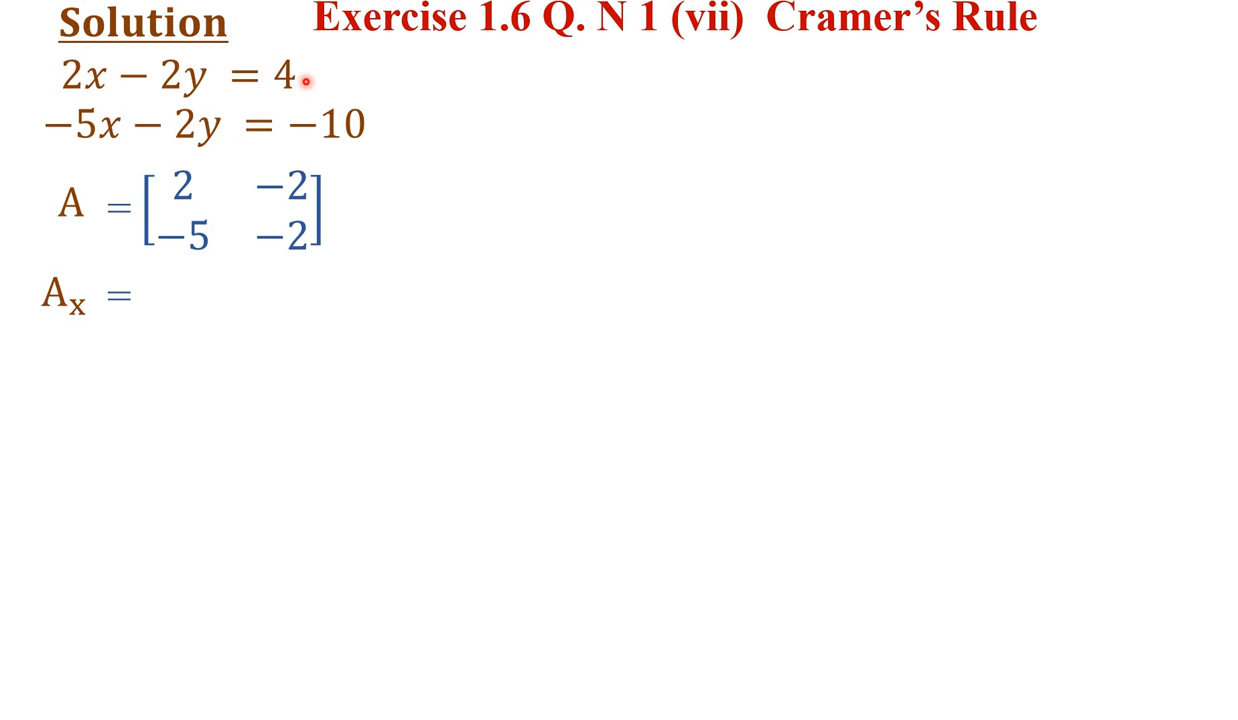 Solution
Exercise 1.6 Q. N 1 (vii) Cramer’s Rule
2x − 2y = 4
−5x − 2y = −10
A = [2 −2
−5 −2]
Aₓ =